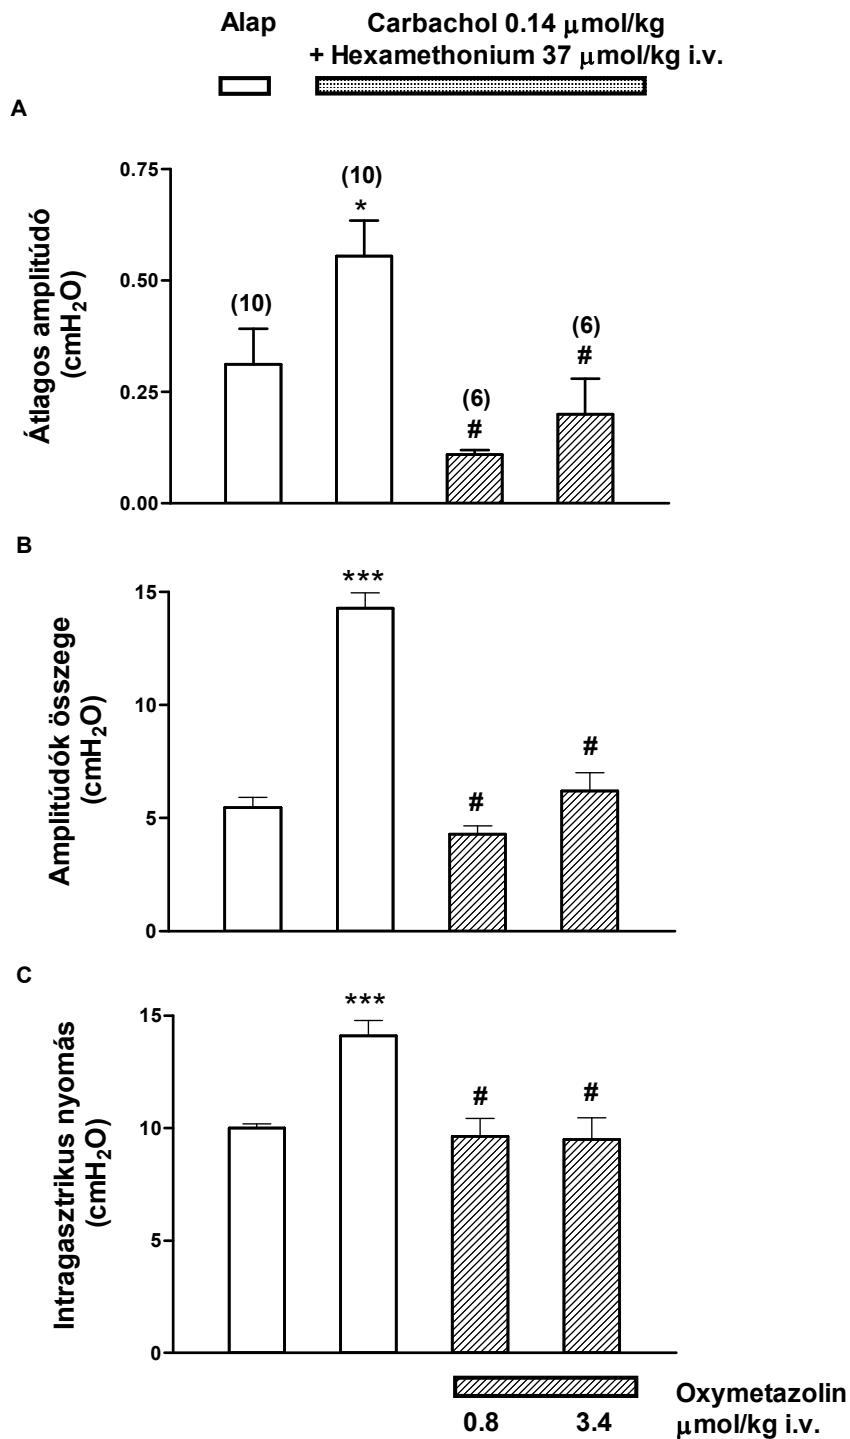 Alap
Carbachol 0.14 μmol/kg
+ Hexamethonium 37 μmol/kg i.v.
A
Átlagos amplitúdó
(cmH₂O)
0.75
0.50
0.25
0.00
(10)
(10)
*
(6)
#
(6)
#
B
Amplitúdók összege
(cmH₂O)
15
10
5
0
***
#
#
C
Intragasztrikus nyomás
(cmH₂O)
15
10
5
0
***
#
#
Oxymetazolin
0.8 3.4 μmol/kg i.v.